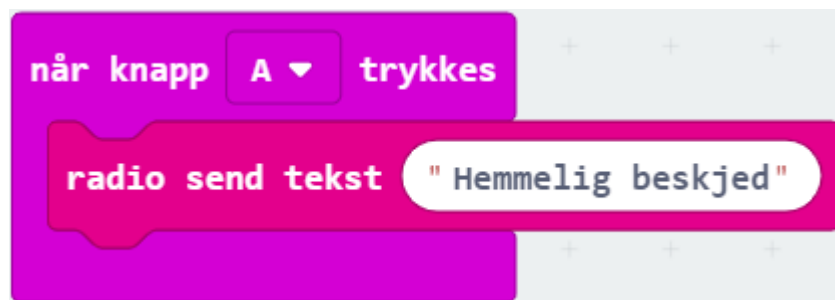 når knapp A trykkes
radio send tekst "Hemmelig beskjed"